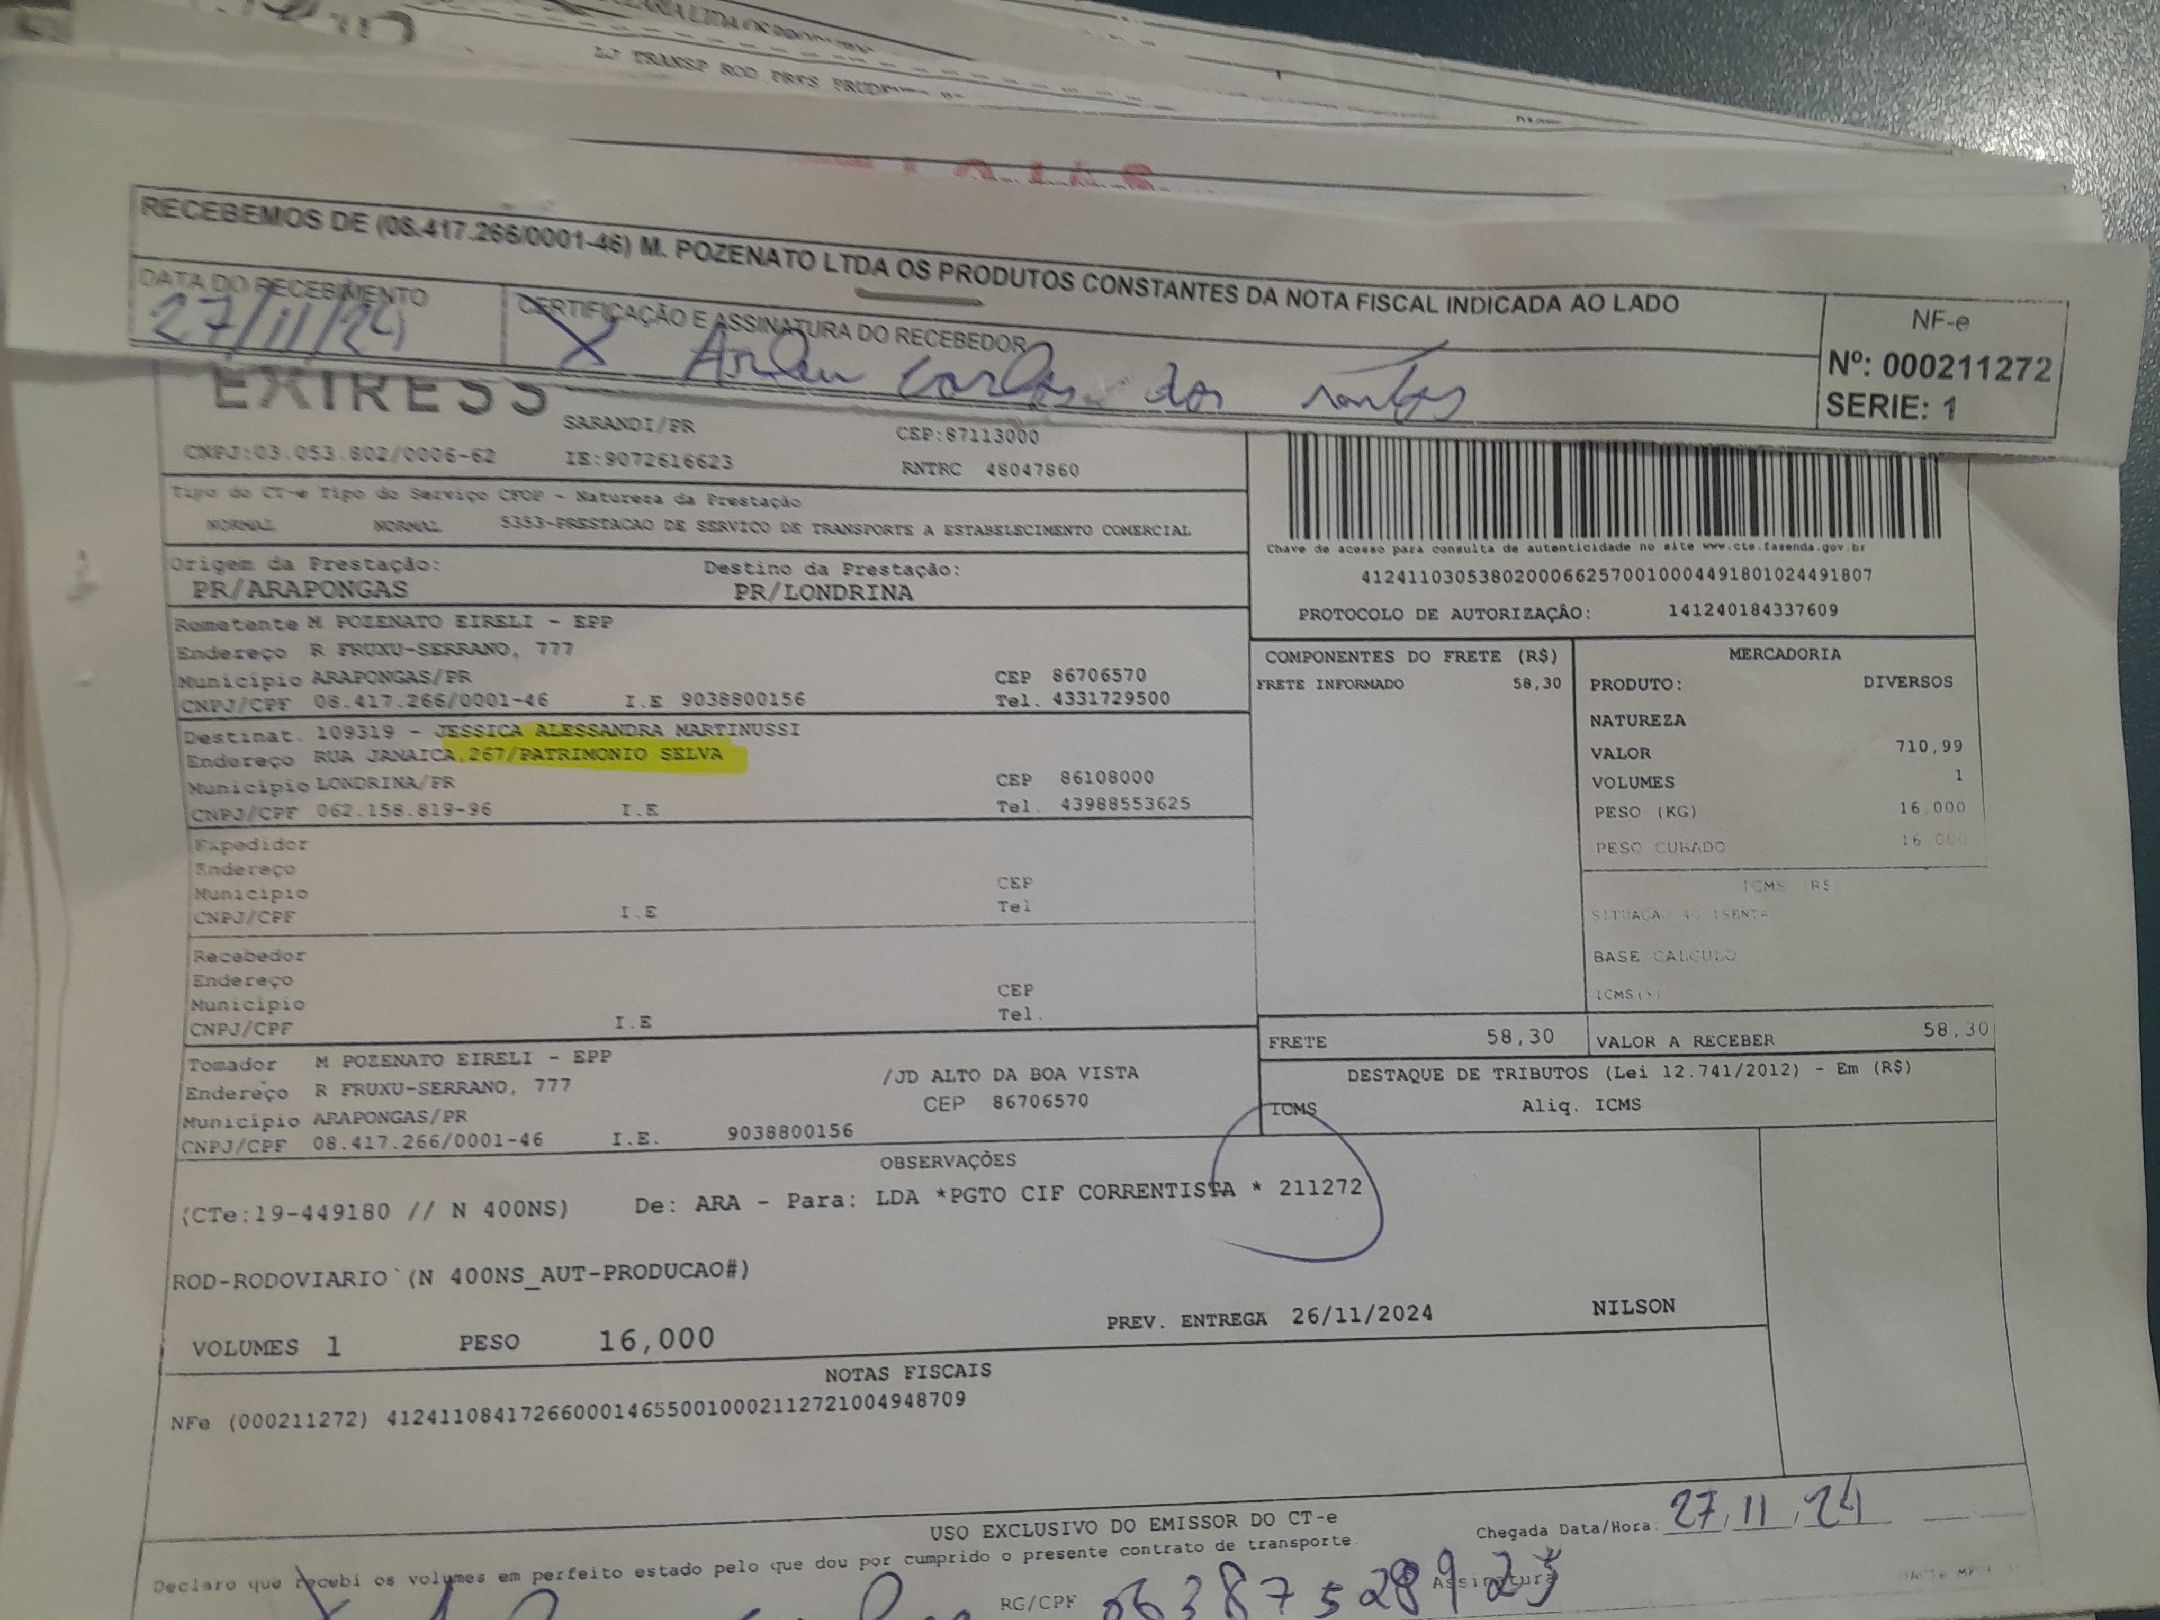 LJ TRANSP ROD PRES
RECEBEMOS DE (08.417.266/0001-46) M. POZENATO LTDA OS PRODUTOS CONSTANTES DA NOTA FISCAL INDICADA AO LADO
DATA DO RECEBIMENTO
27/11/24
CERTIFICAÇÃO E ASSINATURA DO RECEBEDOR
X Carlos dos santos
NF-e
Nº: 000211272
SERIE: 1
EXPRESS
SARANDI/PR CEP:87113000
CNPJ:03.053.802/0006-62 IE:9072616623 RNTRC 48047860
Tipo do CT-e Tipo do Serviço CFOP - Natureza da Prestação
NORMAL NORMAL 5353-PRESTACAO DE SERVICO DE TRANSPORTE A ESTABELECIMENTO COMERCIAL
Chave de acesso para consulta de autenticidade no site www.cte.fazenda.gov.br
41241103053802000662570010004491801024491807
PROTOCOLO DE AUTORIZAÇÃO: 141240184337609
Origem da Prestação: Destino da Prestação:
PR/ARAPONGAS PR/LONDRINA
Remetente M POZENATO EIRELI - EPP
Endereço R FRUXU-SERRANO, 777
Município ARAPONGAS/PR CEP 86706570
CNPJ/CPF 08.417.266/0001-46 I.E 9038800156 Tel. 4331729500
Destinat. 109319 - JESSICA ALESSANDRA MARTINUSSI
Endereço RUA JAMAICA,267/PATRIMONIO SELVA
Município LONDRINA/PR CEP 86108000
CNPJ/CPF 062.158.819-96 I.E Tel. 43988553625
Expedidor
Endereço
Município CEP
CNPJ/CPF I.E Tel
Recebedor
Endereço
Município CEP
CNPJ/CPF I.E Tel.
COMPONENTES DO FRETE (R$)
FRETE INFORMADO 58,30
MERCADORIA
PRODUTO: DIVERSOS
NATUREZA
VALOR 710,99
VOLUMES 1
PESO (KG) 16.000
PESO CUBADO 16.000
ICMS (R$
BASE CALCULO
FRETE 58,30 VALOR A RECEBER 58,30
DESTAQUE DE TRIBUTOS (Lei 12.741/2012) - Em (R$)
ICMS Aliq. ICMS
Tomador M POZENATO EIRELI - EPP
Endereço R FRUXU-SERRANO, 777 /JD ALTO DA BOA VISTA
Município ARAPONGAS/PR CEP 86706570
CNPJ/CPF 08.417.266/0001-46 I.E. 9038800156
OBSERVAÇÕES
(CTe:19-449180 // N 400NS) De: ARA - Para: LDA *PGTO CIF CORRENTISTA * 211272
ROD-RODOVIARIO`(N 400NS_AUT-PRODUCAO#)
VOLUMES 1 PESO 16,000 PREV. ENTREGA 26/11/2024 NILSON
NOTAS FISCAIS
NFe (000211272) 41241108417266000146550010002112721004948709
USO EXCLUSIVO DO EMISSOR DO CT-e
Chegada Data/Hora: 27,11,24
Declaro que recebi os volumes em perfeito estado pelo que dou por cumprido o presente contrato de transporte.
RG/CPF Assinatura